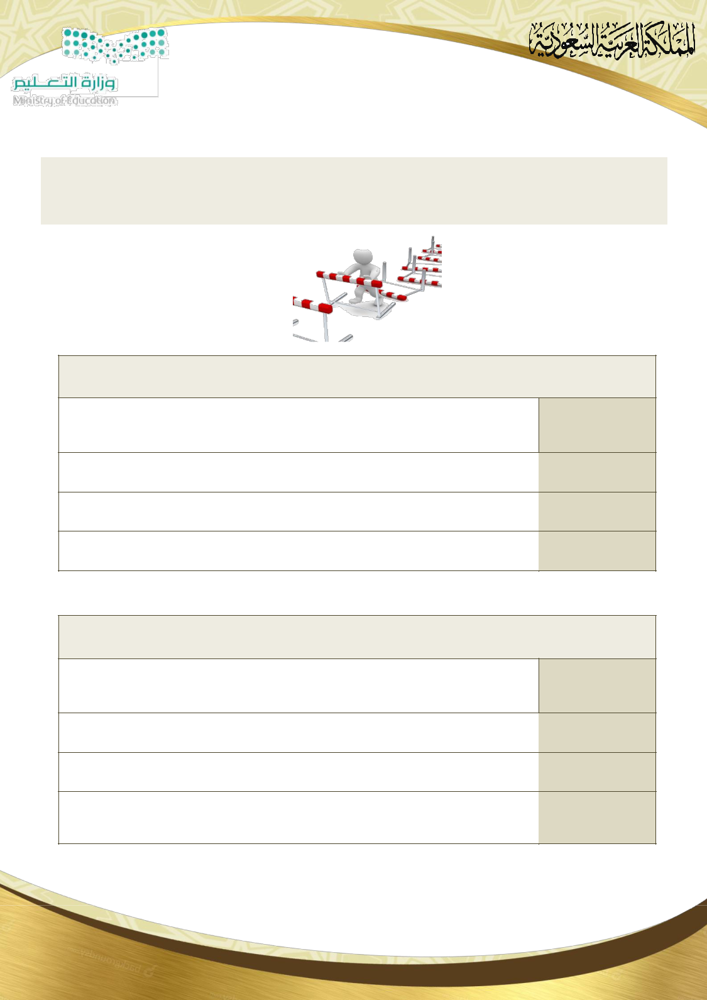 المملكة العربية السعودية
وزارة التعليم
Ministry of Education